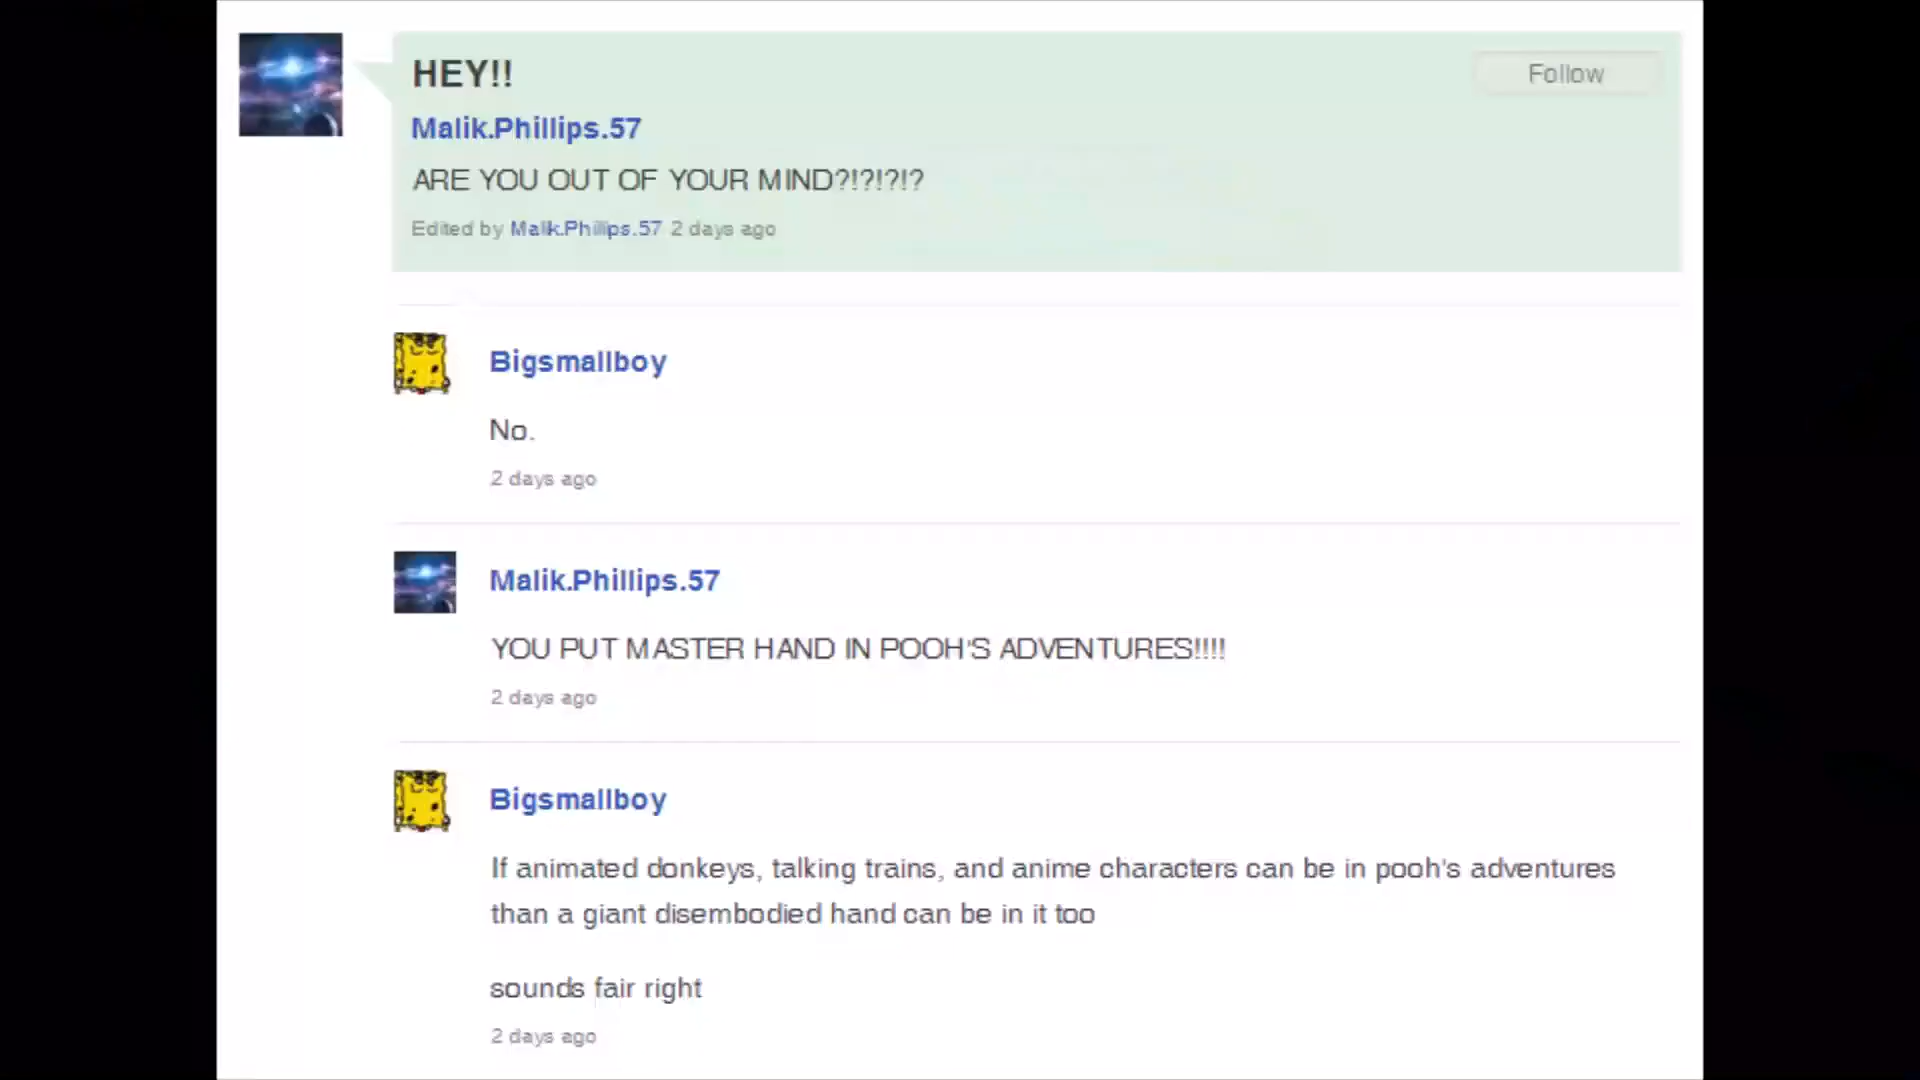 HEY!!
Follow
Malik.Phillips.57
ARE YOU OUT OF YOUR MIND?!?!?!?
Edited by Malik.Phillips.57 2 days ago
Bigsmallboy
No.
2 days ago
Malik.Phillips.57
YOU PUT MASTER HAND IN POOH'S ADVENTURES!!!!
2 days ago
Bigsmallboy
If animated donkeys, talking trains, and anime characters can be in pooh's adventures
than a giant disembodied hand can be in it too
sounds fair right
2 days ago